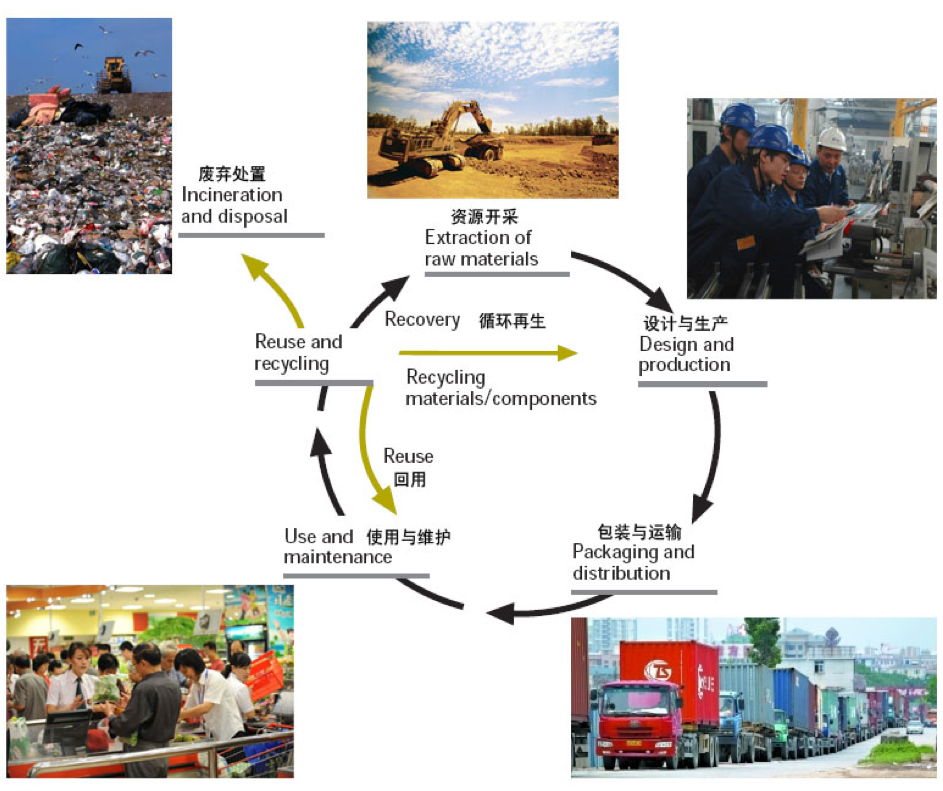 废弃处置
Incineration
and disposal
资源开采
Extraction of
raw materials
设计与生产
Design and
production
Recovery 循环再生
Reuse and
recycling
Recycling
materials/components
Reuse
回用
Use and 使用与维护
maintenance
包装与运输
Packaging and
distribution